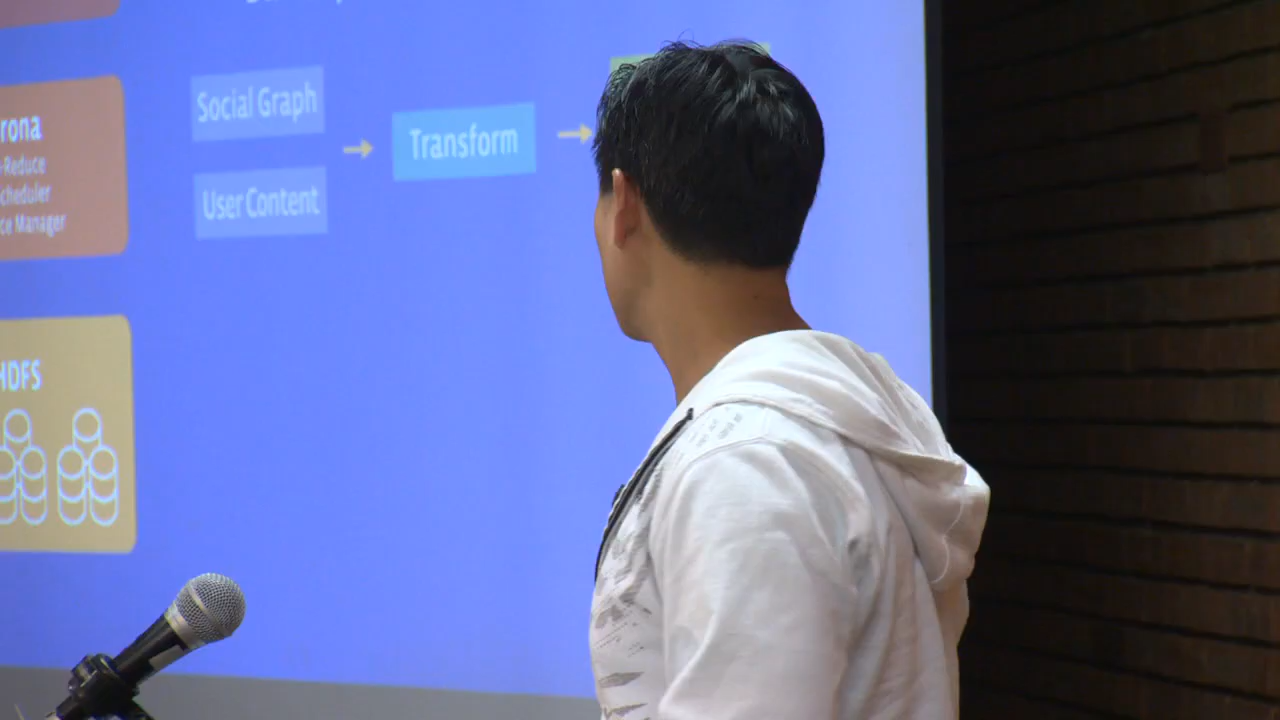 rona
-Reduce
cheduler
ce Manager
HDFS
Social Graph
User Content
Transform